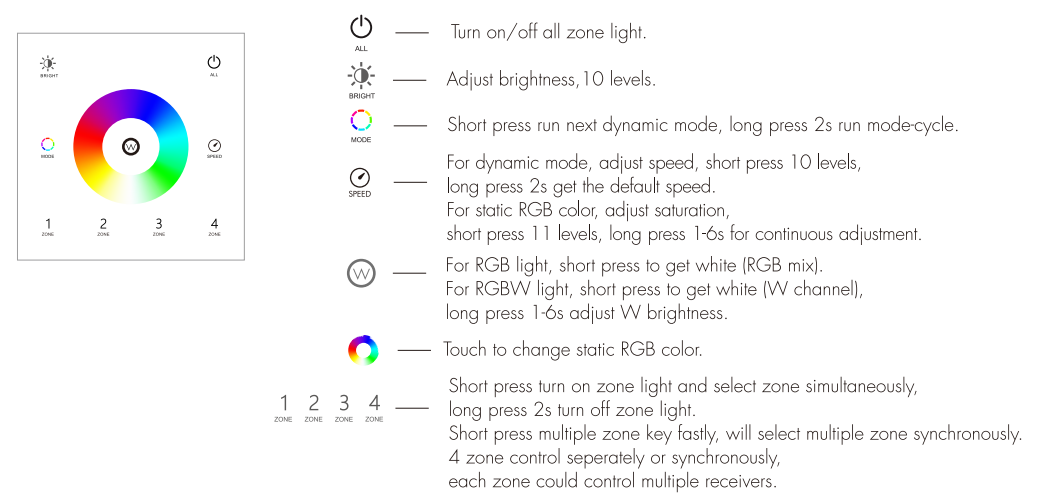 BRIGHT
ALL
W
MODE
SPEED
1 2 3 4
ZONE ZONE ZONE ZONE
ALL
Turn on/off all zone light.
BRIGHT
Adjust brightness,10 levels.
MODE
Short press run next dynamic mode, long press 2s run mode-cycle.
SPEED
For dynamic mode, adjust speed, short press 10 levels,
long press 2s get the default speed.
For static RGB color, adjust saturation,
short press 11 levels, long press 1-6s for continuous adjustment.
W
For RGB light, short press to get white (RGB mix).
For RGBW light, short press to get white (W channel),
long press 1-6s adjust W brightness.
Touch to change static RGB color.
1 2 3 4
ZONE ZONE ZONE ZONE
Short press turn on zone light and select zone simultaneously,
long press 2s turn off zone light.
Short press multiple zone key fastly, will select multiple zone synchronously.
4 zone control seperately or synchronously,
each zone could control multiple receivers.